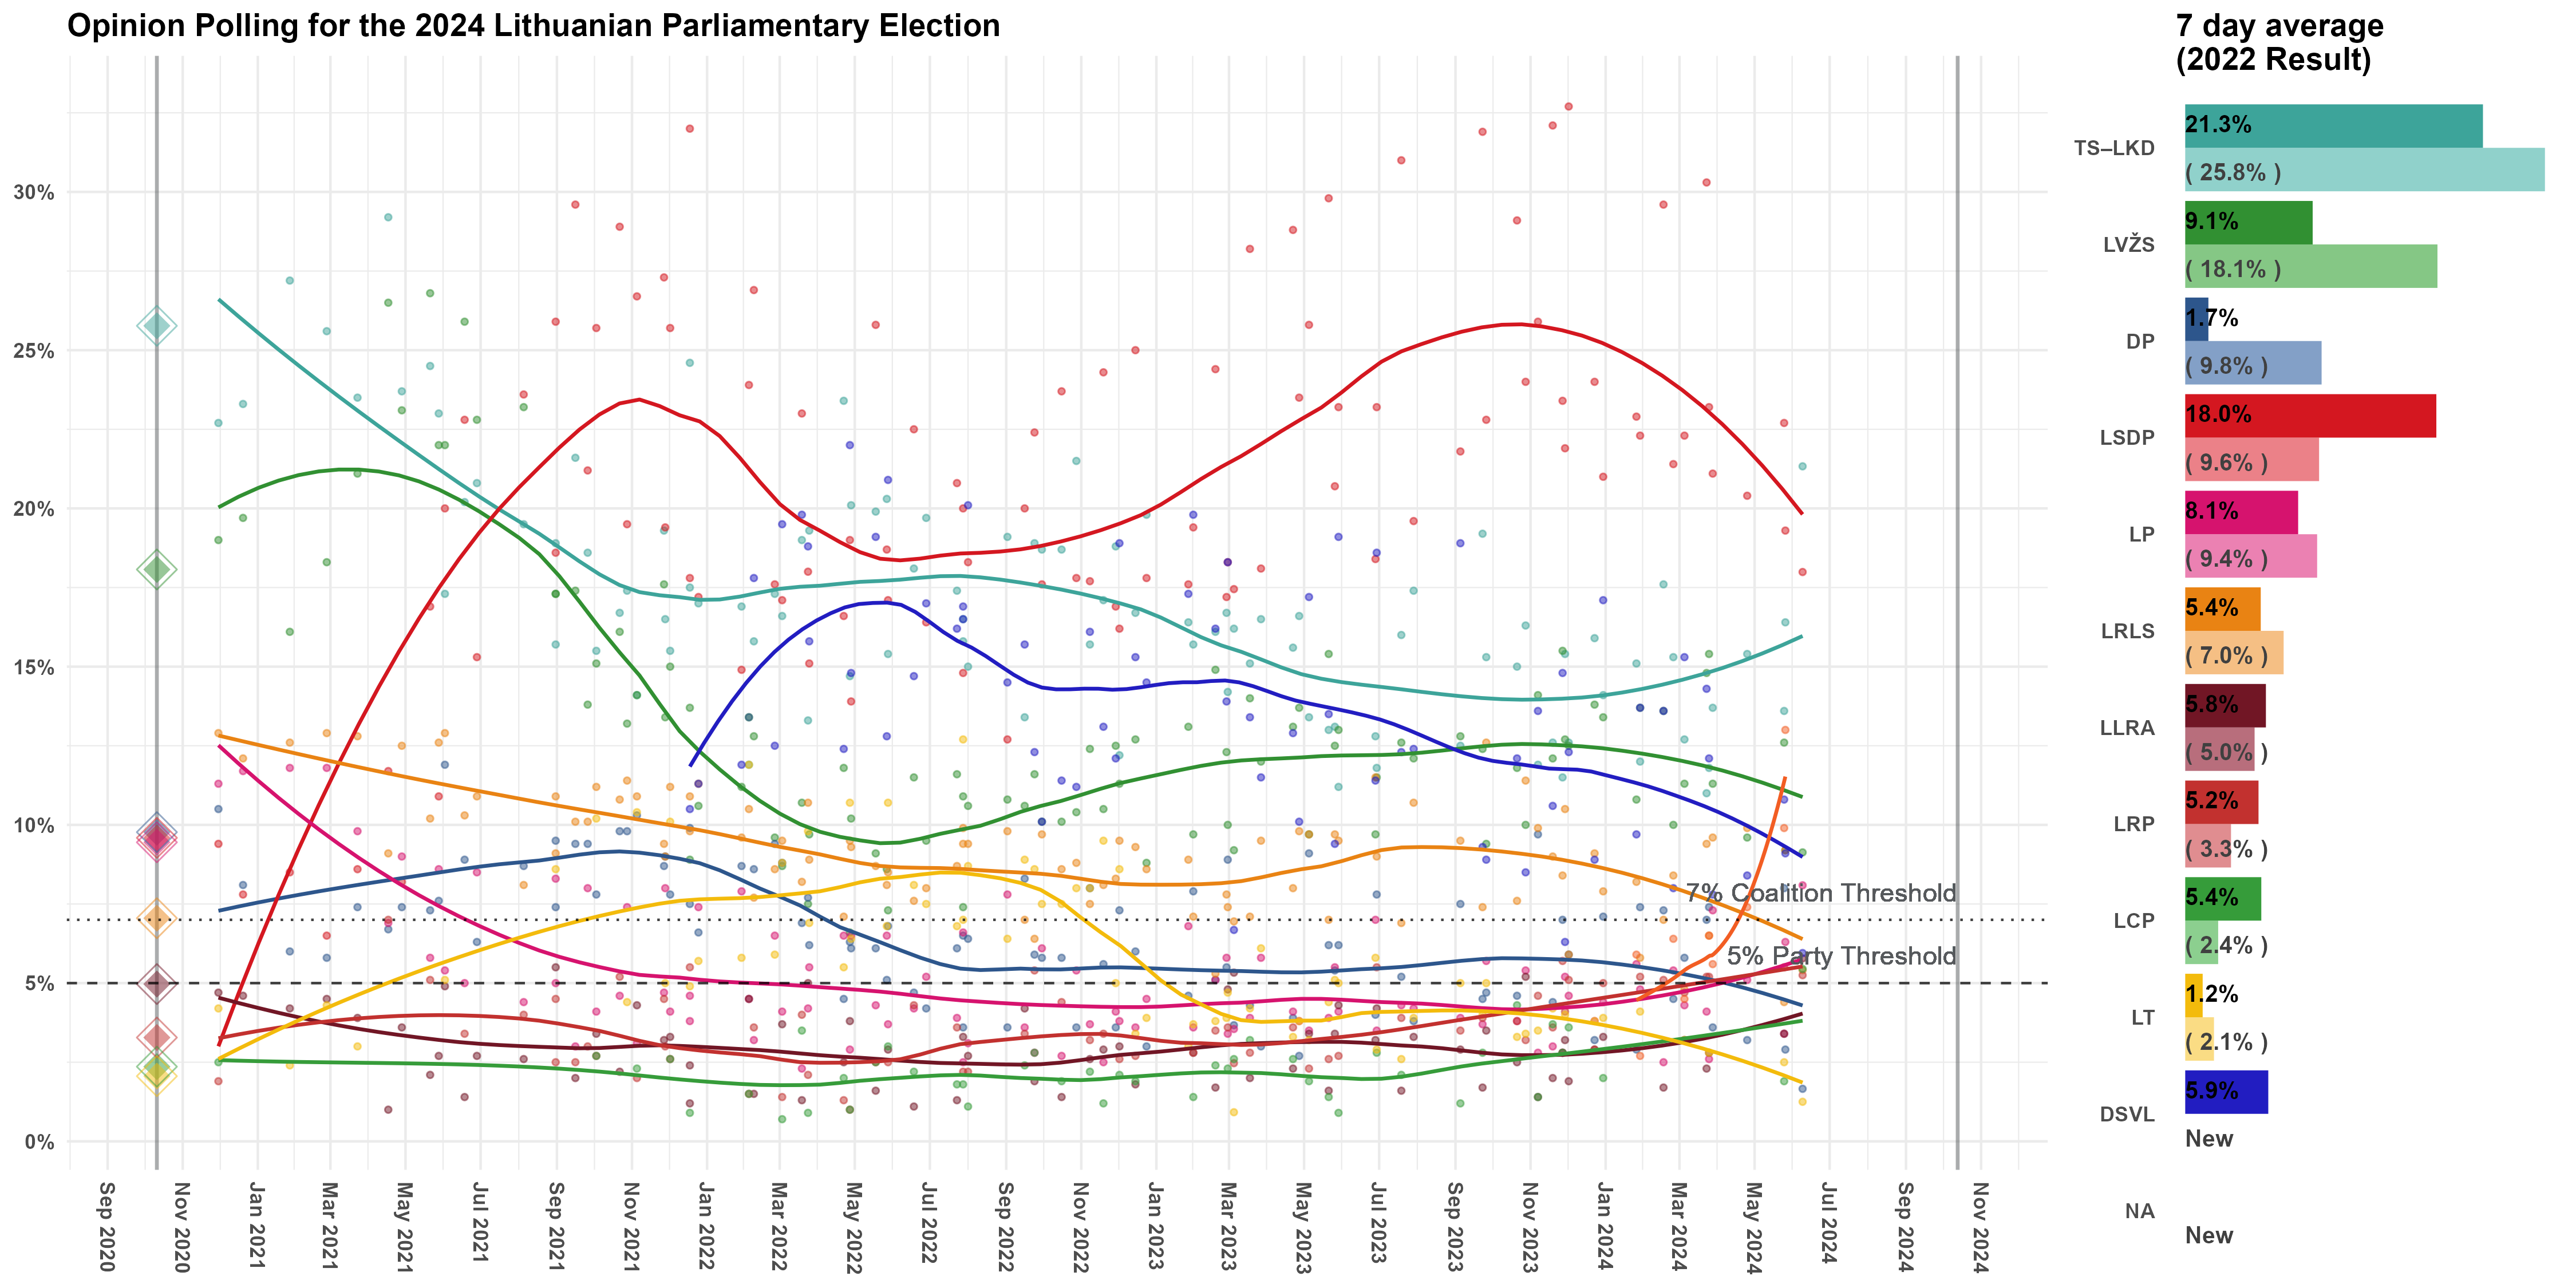 Opinion Polling for the 2024 Lithuanian Parliamentary Election
30%
25%
20%
15%
10%
5%
0%
7% Coalition Threshold
5% Party Threshold
Sep 2020
Nov 2020
Jan 2021
Mar 2021
May 2021
Jul 2021
Sep 2021
Nov 2021
Jan 2022
Mar 2022
May 2022
Jul 2022
Sep 2022
Nov 2022
Jan 2023
Mar 2023
May 2023
Jul 2023
Sep 2023
Nov 2023
Jan 2024
Mar 2024
May 2024
Jul 2024
Sep 2024
Nov 2024
7 day average
(2022 Result)
TS–LKD
21.3%
( 25.8% )
LVŽS
9.1%
( 18.1% )
DP
1.7%
( 9.8% )
LSDP
18.0%
( 9.6% )
LP
8.1%
( 9.4% )
LRLS
5.4%
( 7.0% )
LLRA
5.8%
( 5.0% )
LRP
5.2%
( 3.3% )
LCP
5.4%
( 2.4% )
LT
1.2%
( 2.1% )
DSVL
5.9%
New
NA
New